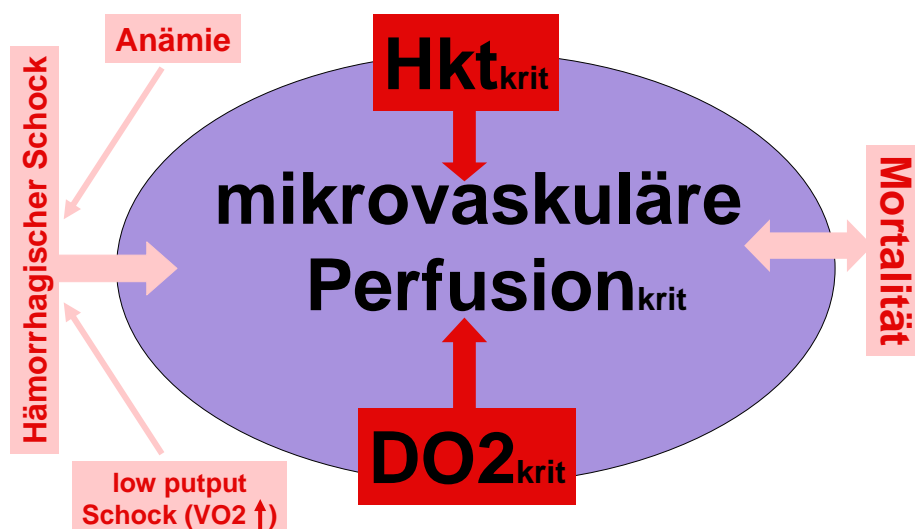 Anämie
Hämorrhagischer Schock
Hktkrit
mikrovaskuläre
Perfusionkrit
Mortalität
DO2krit
low putput
Schock (VO2 ↑)